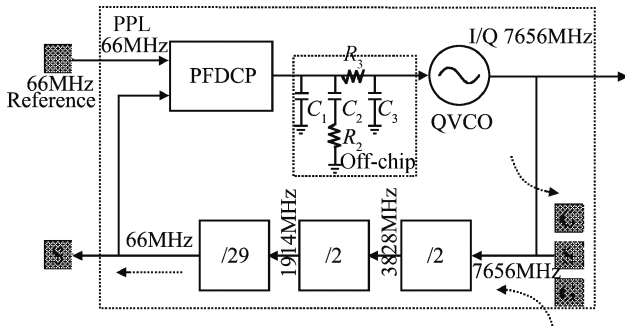 PPL
66MHz
66MHz
Reference
PFDCP
R3
C1
C2
C3
R2
Off-chip
QVCO
I/Q 7656MHz
G
S
G
7656MHz
/2
3828MHz
/2
1914MHz
/29
66MHz
S